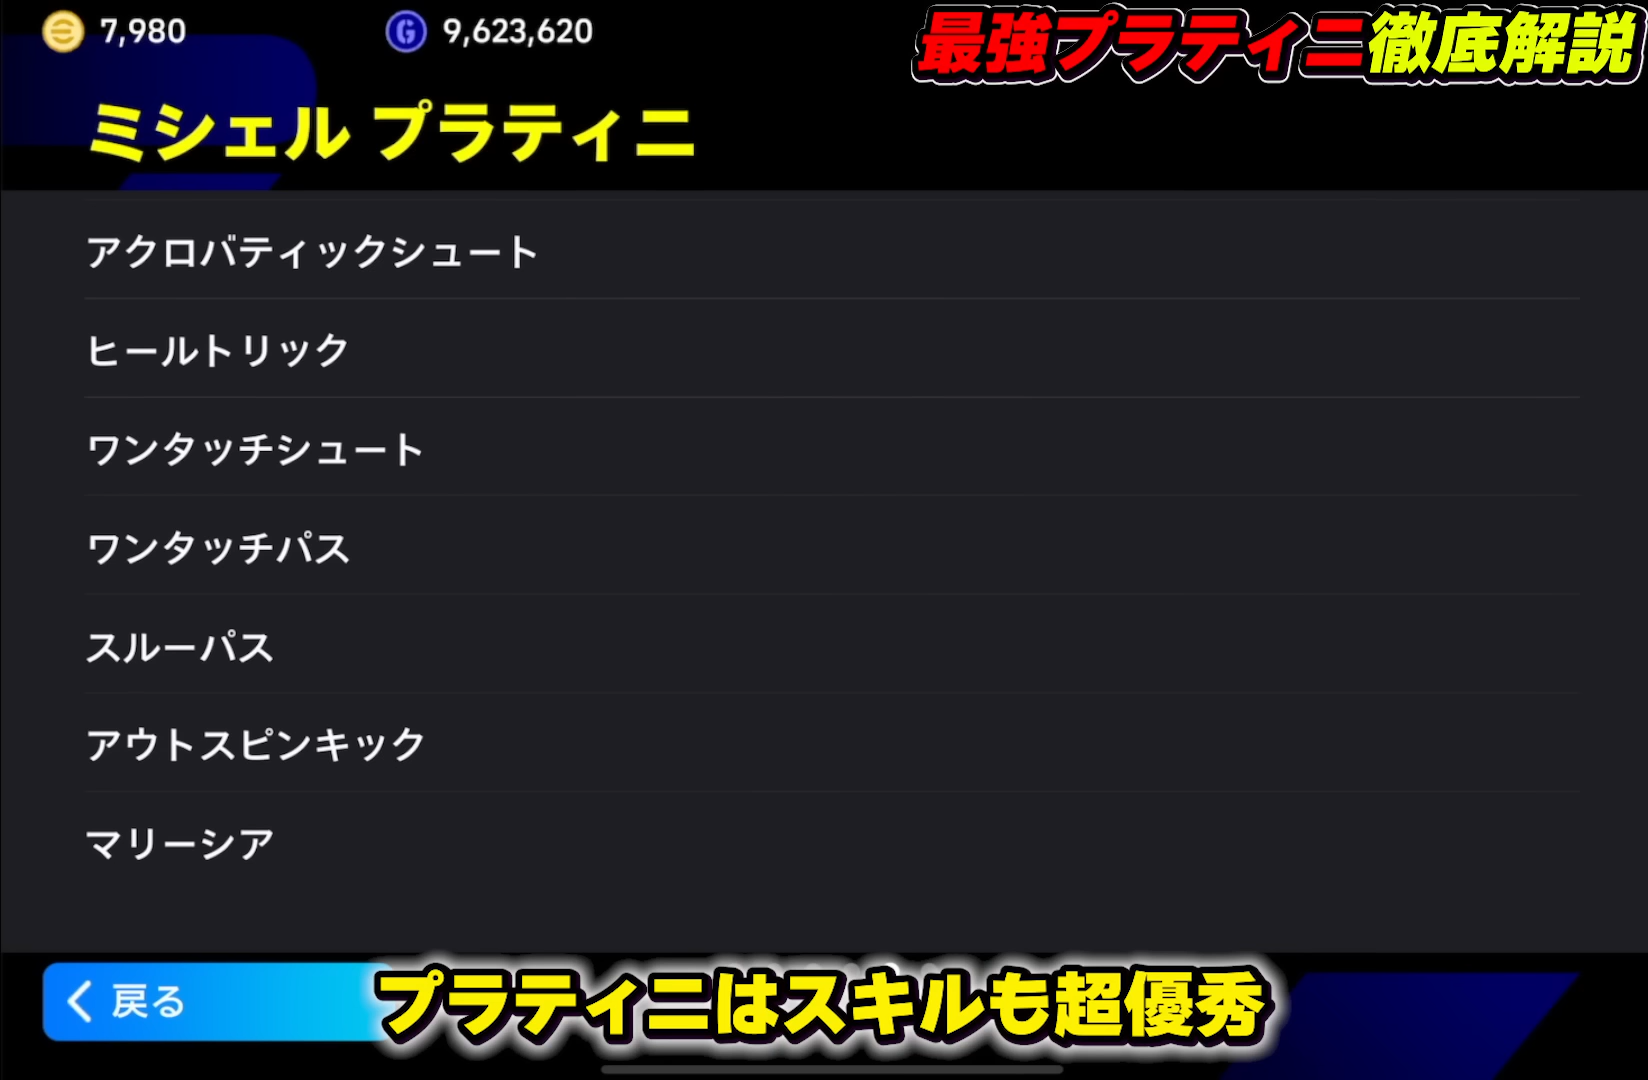 7,980
9,623,620
最強プラティニ徹底解説
ミシェル プラティニ
アクロバティックシュート
ヒールトリック
ワンタッチシュート
ワンタッチパス
スルーパス
アウトスピンキック
マリーシア
戻る
プラティニはスキルも超優秀